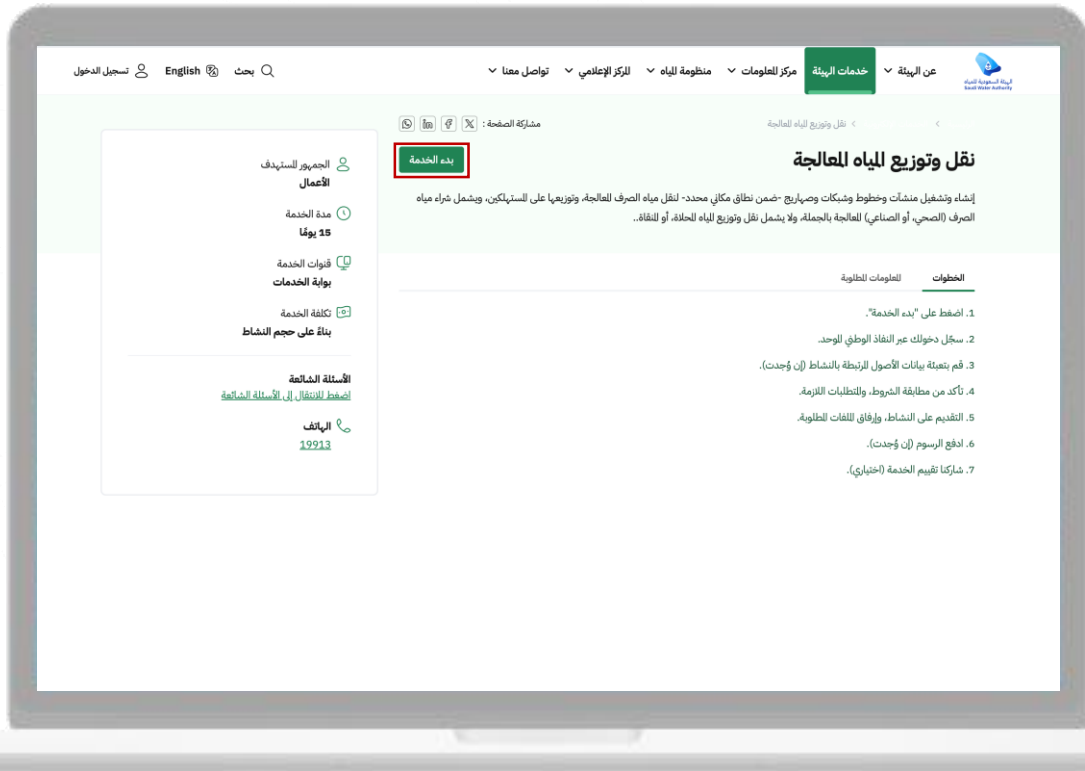 الهيئة السعودية للمياه
Saudi Water Authority
عن الهيئة
خدمات الهيئة
مركز المعلومات
منظومة المياه
المركز الإعلامي
تواصل معنا
بحث
English
تسجيل الدخول
نقل وتوزيع المياه المعالجة
مشاركة الصفحة :
نقل وتوزيع المياه المعالجة
بدء الخدمة
إنشاء وتشغيل منشآت وخطوط وشبكات وصهاريج -ضمن نطاق مكاني محدد- لنقل مياه الصرف المعالجة، وتوزيعها على المستهلكين، ويشمل شراء مياه
الصرف (الصحي، أو الصناعي) المعالجة بالجملة، ولا يشمل نقل وتوزيع المياه المحلاة، أو المنقاة..
الخطوات
المعلومات المطلوبة
1. اضغط على "بدء الخدمة".
2. سجّل دخولك عبر النفاذ الوطني الموحد.
3. قم بتعبئة بيانات الأصول المرتبطة بالنشاط (إن وُجدت).
4. تأكد من مطابقة الشروط، والمتطلبات اللازمة.
5. التقديم على النشاط، وإرفاق الملفات المطلوبة.
6. ادفع الرسوم (إن وُجدت).
7. شاركنا تقييم الخدمة (اختياري).
الجمهور المستهدف
الأعمال
مدة الخدمة
15 يومًا
قنوات الخدمة
بوابة الخدمات
تكلفة الخدمة
بناءً على حجم النشاط
الأسئلة الشائعة
اضغط للانتقال إلى الأسئلة الشائعة
الهاتف
19913